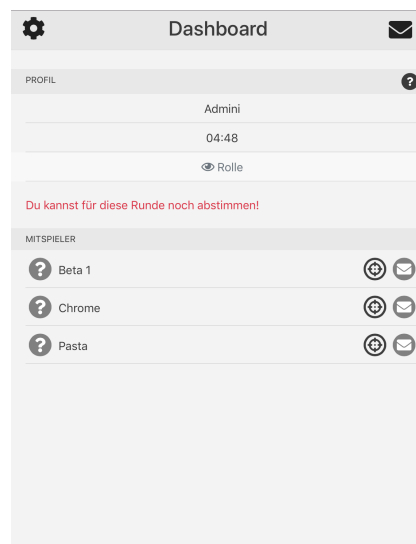 Dashboard
PROFIL
Admini
04:48
Rolle
Du kannst für diese Runde noch abstimmen!
MITSPIELER
Beta 1
Chrome
Pasta